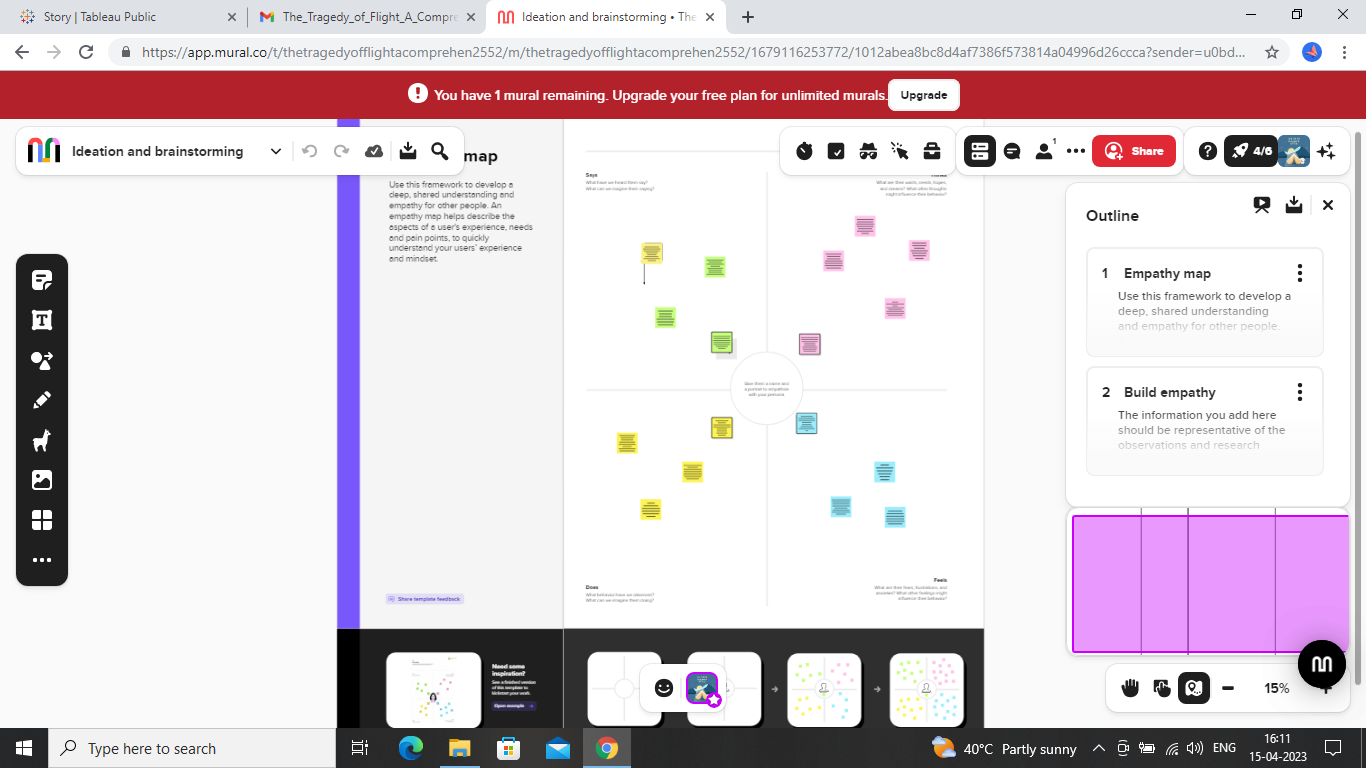 Story | Tableau Public
The_Tragedy_of_Flight_A_Compre
Ideation and brainstorming • The
https://app.mural.co/t/thetragedyofflightacomprehen2552/m/thetragedyofflightacomprehen2552/1679116253772/1012abea8bc8d4af7386f573814a04996d26ccca?sender=u0bd...
You have 1 mural remaining. Upgrade your free plan for unlimited murals.
Upgrade
Ideation and brainstorming
1
Share
4/6
map
Use this framework to develop a
deep, shared understanding and
empathy for other people. An
empathy map helps describe the
aspects of a user's experience, needs
and pain points, to quickly
understand your users' experience
and mindset.
Share template feedback
Says
What have we heard them say?
What can we imagine them saying?
What are their wants, needs, hopes,
and dreams? What other thoughts
might influence their behavior?
Does
What behavior have we observed?
What can we imagine them doing?
Feels
What are their fears, frustrations, and
anxieties? What other feelings might
influence their behavior?
Outline
1 Empathy map
Use this framework to develop a
deep, shared understanding
and empathy for other people.
2 Build empathy
The information you add here
should be representative of the
observations and research
Need some
inspiration?
See a finished version
of this template to
kickstart your work.
Open example
15%
Type here to search
40°C Partly sunny
ENG
16:11
15-04-2023